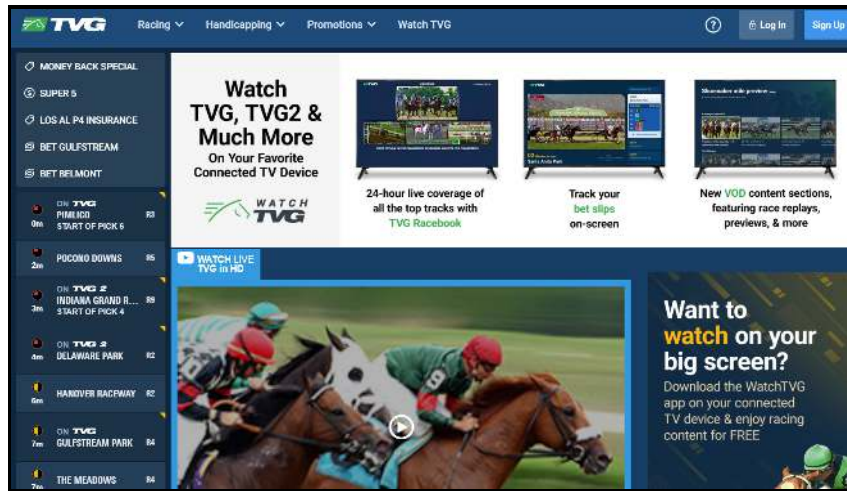 TVG
Racing
Handicapping
Promotions
Watch TVG
?
Log In
Sign Up
MONEY BACK SPECIAL
SUPER 5
LOS AL P4 INSURANCE
BET GULFSTREAM
BET BELMONT
ON TVG
0m PIMLICO R3
START OF PICK 6
2m POCONO DOWNS R5
ON TVG 2
3m INDIANA GRAND R... R9
START OF PICK 4
ON TVG 2
4m DELAWARE PARK R2
6m HANOVER RACEWAY R2
ON TVG
7m GULFSTREAM PARK R4
7m THE MEADOWS R4
Watch
TVG, TVG2 &
Much More
On Your Favorite
Connected TV Device
WATCH
TVG
24-hour live coverage of
all the top tracks with
TVG Racebook
Track your
bet slips
on-screen
Shoemaker mile preview
New VOD content sections,
featuring race replays,
previews, & more
WATCH LIVE
TVG in HD
8
Want to
watch on your
big screen?
Download the WatchTVG
app on your connected
TV device & enjoy racing
content for FREE